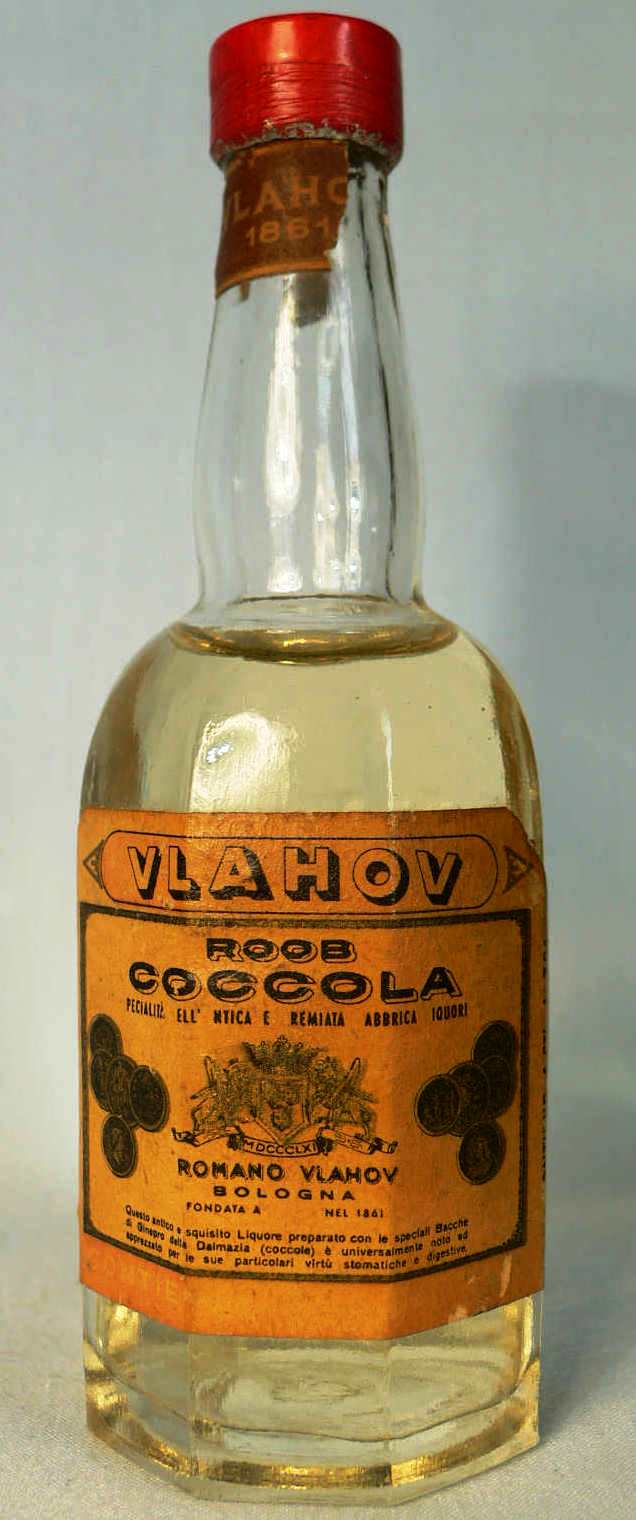 VLAHO
1861
VLAHOV
ROOB
COCCOLA
PECIALITÀ ELL' NTICA E REMIATA ABBRICA IQUORI
MDCCCLXI
ROMANO VLAHOV
BOLOGNA
FONDATA A NEL 1861
Questo antico e squisito Liquore preparato con le speciali Bacche
di Ginepro della Dalmazia (coccole) è universalmente noto ed
apprezzato per le sue particolari virtù stomatiche e digestive.